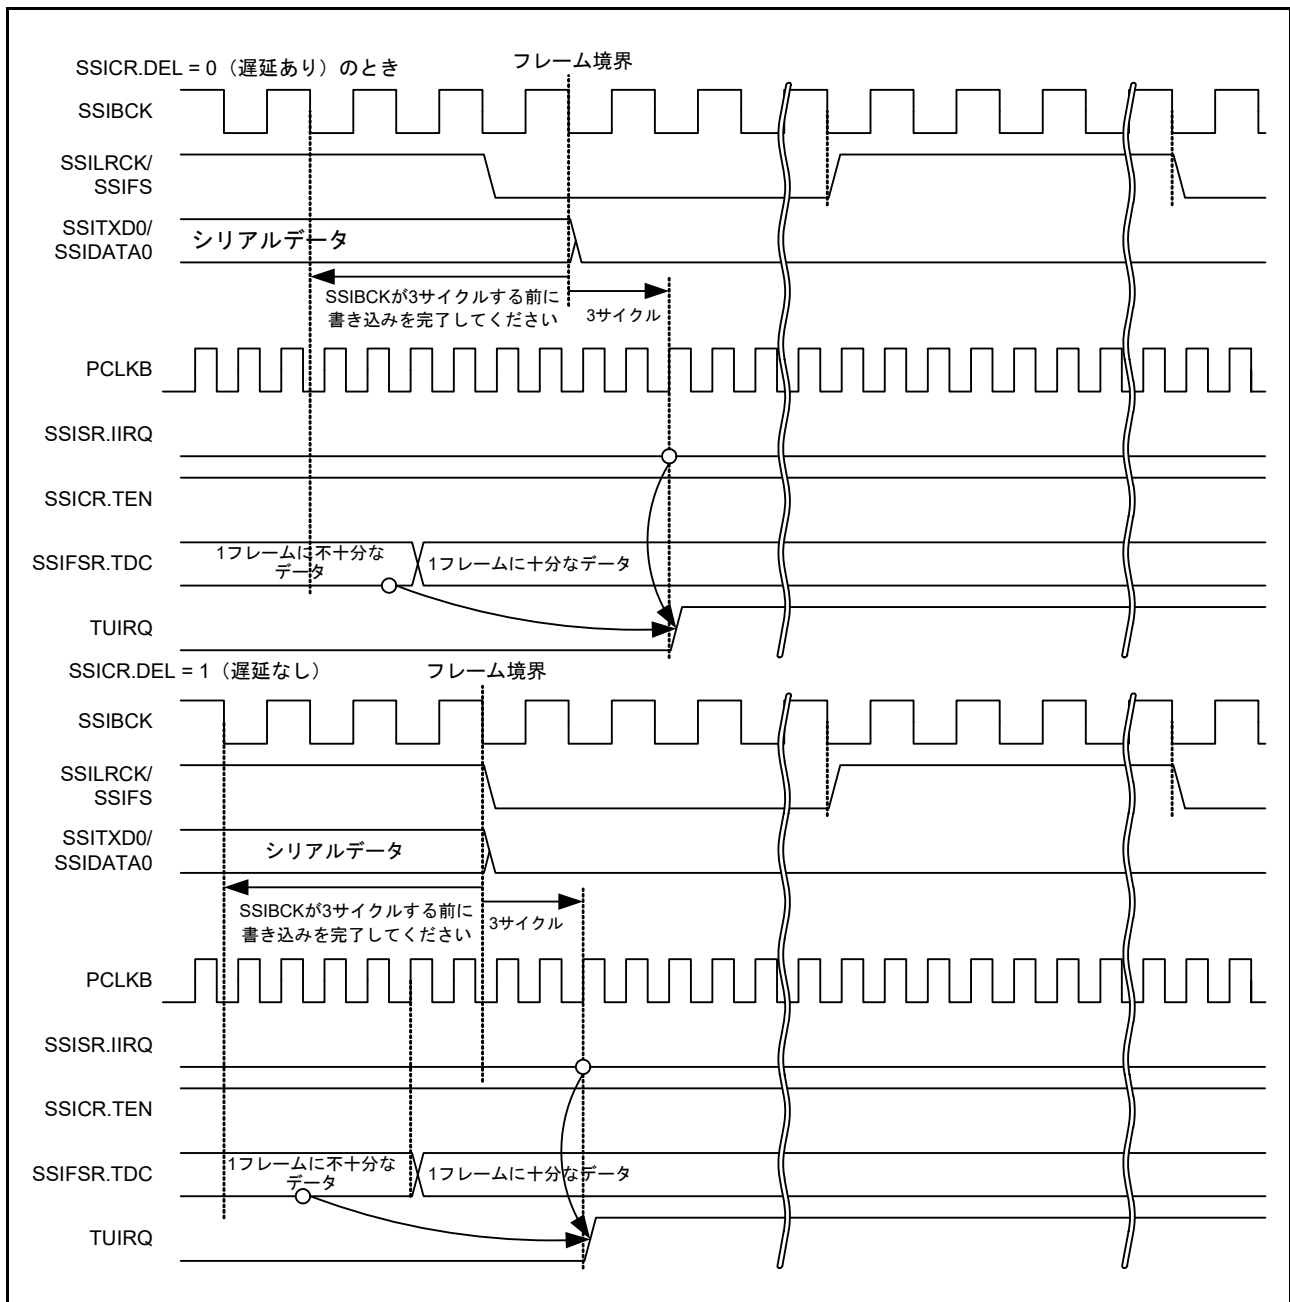 SSICR.DEL = 0（遅延あり）のとき
フレーム境界
SSIBCK
SSILRCK/
SSIFS
SSITXD0/
SSIDATA0
シリアルデータ
SSIBCKが3サイクルする前に
書き込みを完了してください
3サイクル
PCLKB
SSISR.IIRQ
SSICR.TEN
SSIFSR.TDC
1フレームに不十分な
データ
1フレームに十分なデータ
TUIRQ
SSICR.DEL = 1（遅延なし）
フレーム境界
SSIBCK
SSILRCK/
SSIFS
SSITXD0/
SSIDATA0
シリアルデータ
SSIBCKが3サイクルする前に
書き込みを完了してください
3サイクル
PCLKB
SSISR.IIRQ
SSICR.TEN
SSIFSR.TDC
1フレームに不十分な
データ
1フレームに十分なデータ
TUIRQ